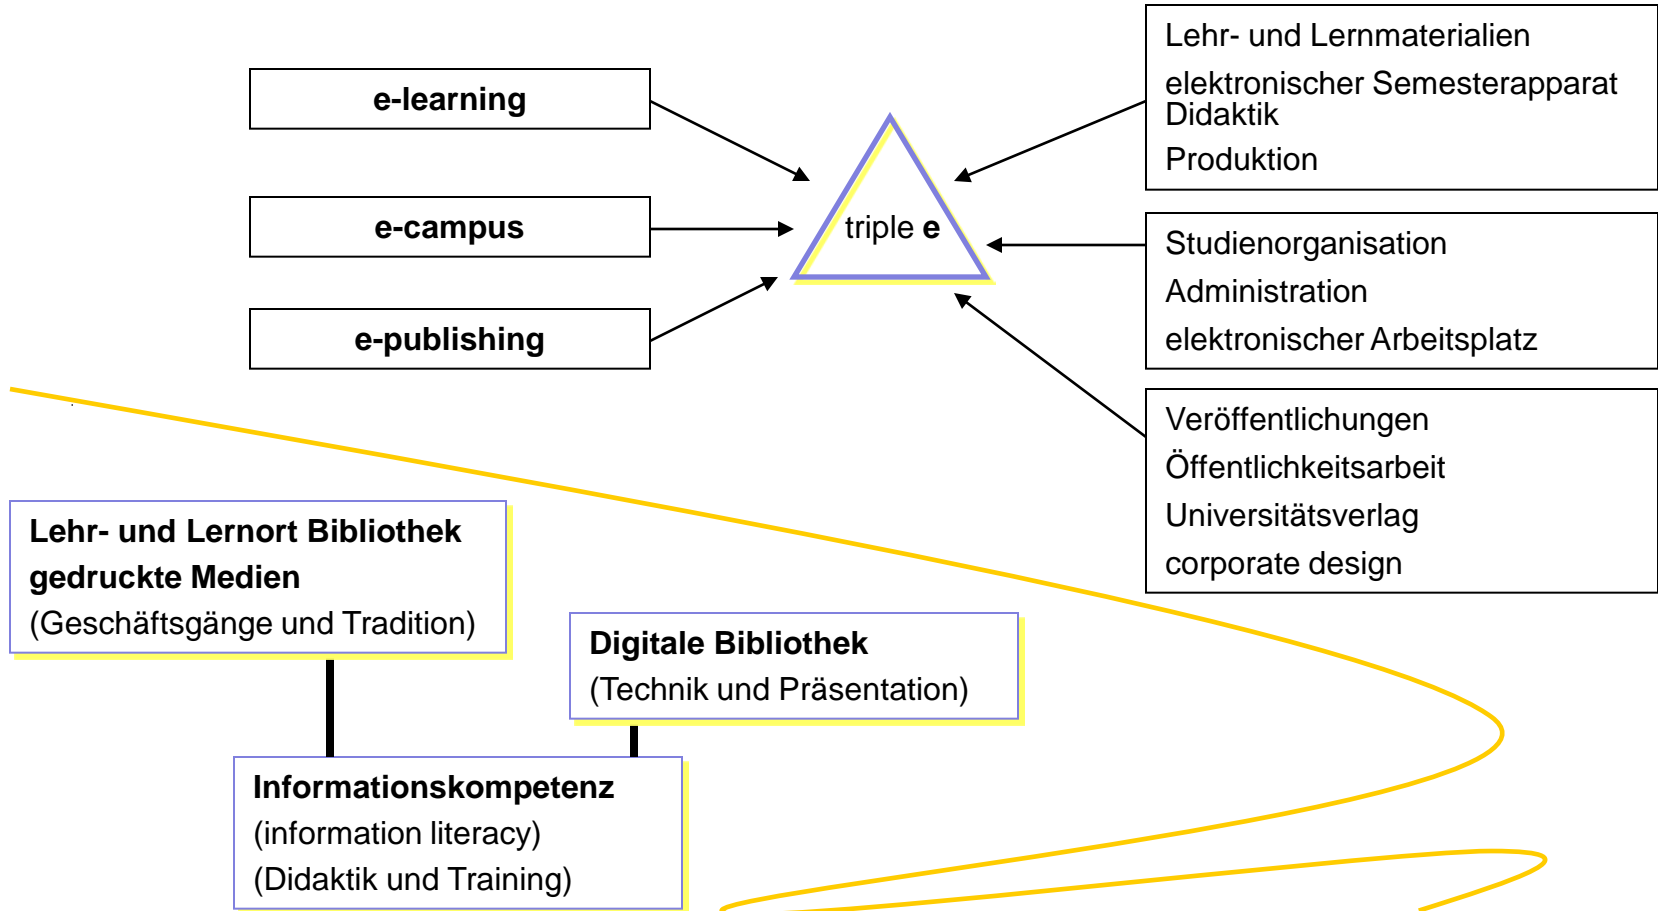 e-learning
e-campus
e-publishing
triple e
Lehr- und Lernmaterialien
elektronischer Semesterapparat
Didaktik
Produktion
Studienorganisation
Administration
elektronischer Arbeitsplatz
Veröffentlichungen
Öffentlichkeitsarbeit
Universitätsverlag
corporate design
Lehr- und Lernort Bibliothek
gedruckte Medien
(Geschäftsgänge und Tradition)
Digitale Bibliothek
(Technik und Präsentation)
Informationskompetenz
(information literacy)
(Didaktik und Training)